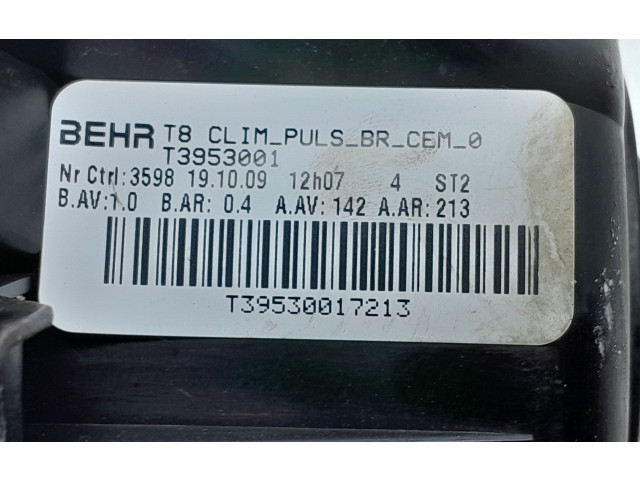 BEHR T8 CLIM_PULS_BR_CEM_0
T3953001
Nr Ctrl:3598 19.10.09 12h07 4 ST2
B.AV:1.0 B.AR: 0.4 A.AV: 142 A.AR: 213
T39530017213